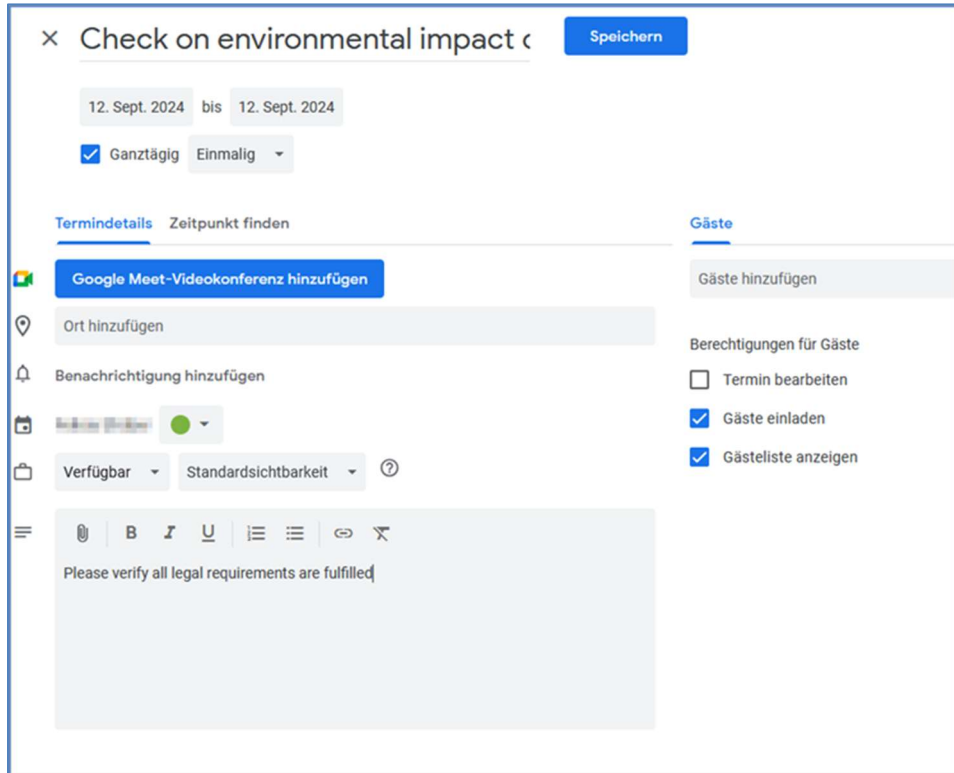 Check on environmental impact
Speichern
12. Sept. 2024 bis 12. Sept. 2024
Ganztägig Einmalig
Termindetails Zeitpunkt finden
Gäste
Google Meet-Videokonferenz hinzufügen
Gäste hinzufügen
Ort hinzufügen
Berechtigungen für Gäste
Benachrichtigung hinzufügen
Termin bearbeiten
Gäste einladen
Verfügbar Standardsichtbarkeit
Gästeliste anzeigen
B I U
Please verify all legal requirements are fulfilled